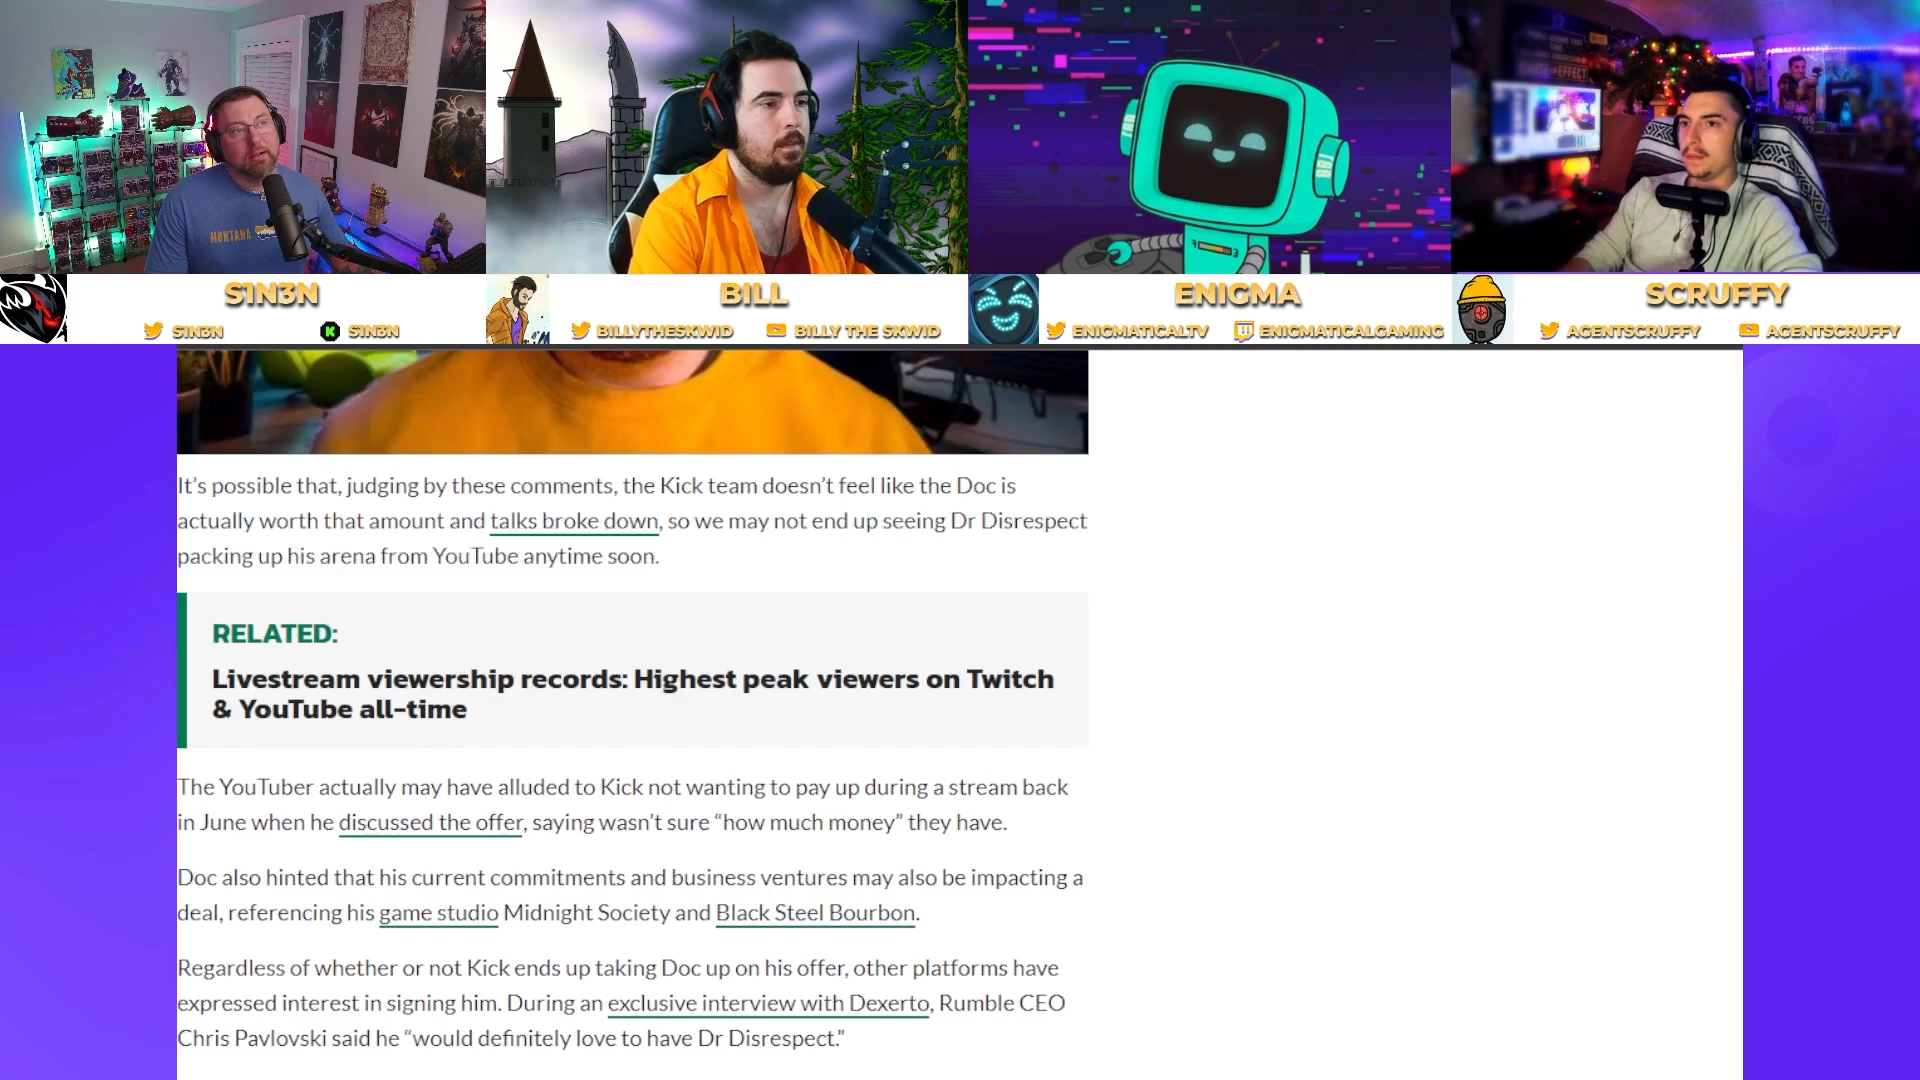 MONTANA
S1N3N
S1N3N
S1N3N
BILL
BILLYTHESKWID
BILLY THE SKWID
ENIGMA
ENIGMATICALTV
ENIGMATICALGAMING
SCRUFFY
AGENTSCRUFFY
AGENTSCRUFFY
It’s possible that, judging by these comments, the Kick team doesn’t feel like the Doc is
actually worth that amount and talks broke down, so we may not end up seeing Dr Disrespect
packing up his arena from YouTube anytime soon.
RELATED:
Livestream viewership records: Highest peak viewers on Twitch
& YouTube all-time
The YouTuber actually may have alluded to Kick not wanting to pay up during a stream back
in June when he discussed the offer, saying wasn’t sure “how much money” they have.
Doc also hinted that his current commitments and business ventures may also be impacting a
deal, referencing his game studio Midnight Society and Black Steel Bourbon.
Regardless of whether or not Kick ends up taking Doc up on his offer, other platforms have
expressed interest in signing him. During an exclusive interview with Dexerto, Rumble CEO
Chris Pavlovski said he “would definitely love to have Dr Disrespect.”